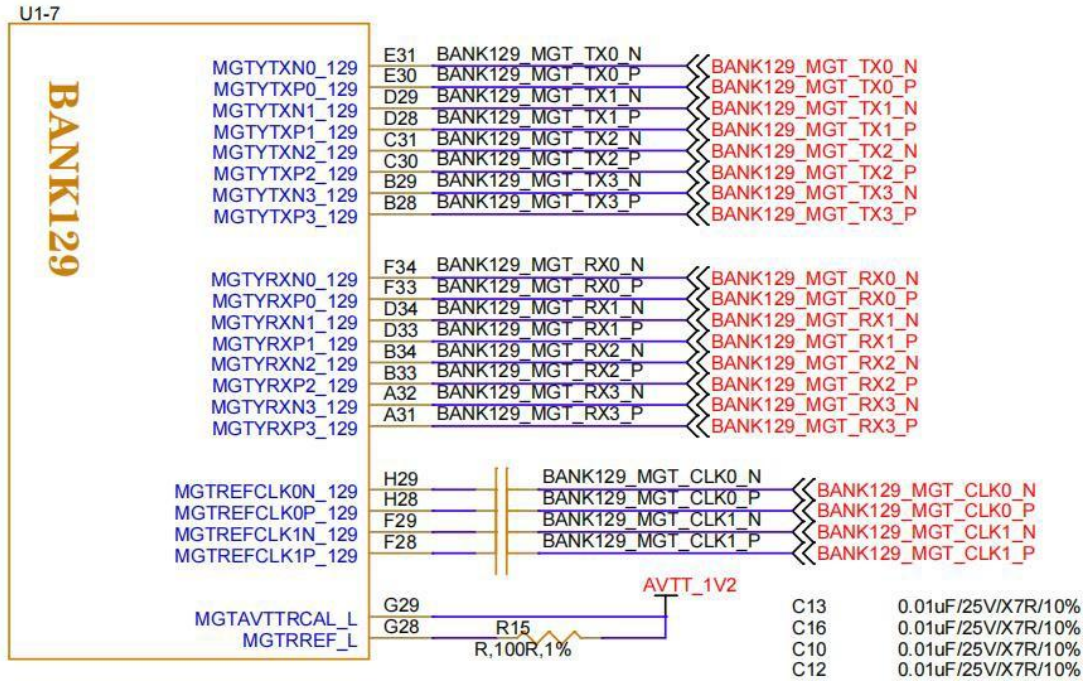 U1-7
BANK129
MGTYTXN0_129 E31 BANK129_MGT_TX0_N BANK129_MGT_TX0_N
MGTYTXP0_129 E30 BANK129_MGT_TX0_P BANK129_MGT_TX0_P
MGTYTXN1_129 D29 BANK129_MGT_TX1_N BANK129_MGT_TX1_N
MGTYTXP1_129 D28 BANK129_MGT_TX1_P BANK129_MGT_TX1_P
MGTYTXN2_129 C31 BANK129_MGT_TX2_N BANK129_MGT_TX2_N
MGTYTXP2_129 C30 BANK129_MGT_TX2_P BANK129_MGT_TX2_P
MGTYTXN3_129 B29 BANK129_MGT_TX3_N BANK129_MGT_TX3_N
MGTYTXP3_129 B28 BANK129_MGT_TX3_P BANK129_MGT_TX3_P
MGTYRXN0_129 F34 BANK129_MGT_RX0_N BANK129_MGT_RX0_N
MGTYRXP0_129 F33 BANK129_MGT_RX0_P BANK129_MGT_RX0_P
MGTYRXN1_129 D34 BANK129_MGT_RX1_N BANK129_MGT_RX1_N
MGTYRXP1_129 D33 BANK129_MGT_RX1_P BANK129_MGT_RX1_P
MGTYRXN2_129 B34 BANK129_MGT_RX2_N BANK129_MGT_RX2_N
MGTYRXP2_129 B33 BANK129_MGT_RX2_P BANK129_MGT_RX2_P
MGTYRXN3_129 A32 BANK129_MGT_RX3_N BANK129_MGT_RX3_N
MGTYRXP3_129 A31 BANK129_MGT_RX3_P BANK129_MGT_RX3_P
MGTREFCLK0N_129 H29 BANK129_MGT_CLK0_N BANK129_MGT_CLK0_N
MGTREFCLK0P_129 H28 BANK129_MGT_CLK0_P BANK129_MGT_CLK0_P
MGTREFCLK1N_129 F29 BANK129_MGT_CLK1_N BANK129_MGT_CLK1_N
MGTREFCLK1P_129 F28 BANK129_MGT_CLK1_P BANK129_MGT_CLK1_P
AVTT_1V2
MGTAVTTRCAL_L G29
MGTRREF_L G28 R15
R,100R,1%
C13 0.01uF/25V/X7R/10%
C16 0.01uF/25V/X7R/10%
C10 0.01uF/25V/X7R/10%
C12 0.01uF/25V/X7R/10%